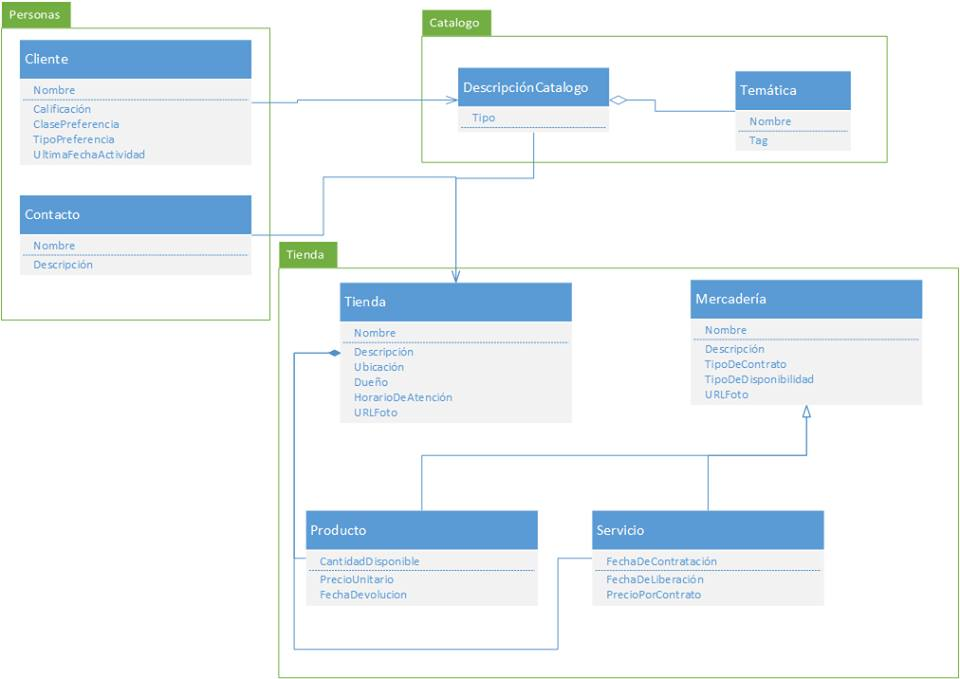 Personas
Cliente
Nombre
Calificación
ClasePreferencia
TipoPreferencia
UltimaFechaActividad
Contacto
Nombre
Descripción
Catalogo
DescripciónCatalogo
Tipo
Temática
Nombre
Tag
Tienda
Tienda
Nombre
Descripción
Ubicación
Dueño
HorarioDeAtención
URLFoto
Mercadería
Nombre
Descripción
TipoDeContrato
TipoDeDisponibilidad
URLFoto
Producto
CantidadDisponible
PrecioUnitario
FechaDevolucion
Servicio
FechaDeContratación
FechaDeLiberación
PrecioPorContrato